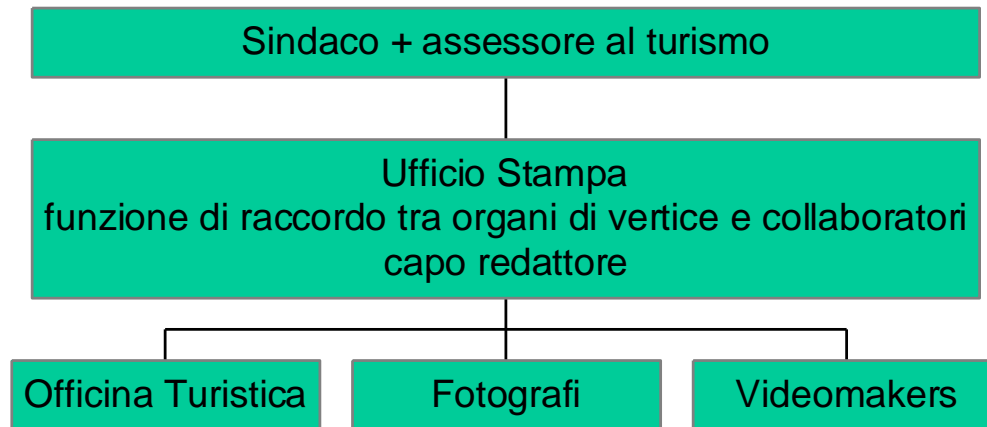 Sindaco + assessore al turismo
Ufficio Stampa
funzione di raccordo tra organi di vertice e collaboratori
capo redattore
Officina Turistica
Fotografi
Videomakers